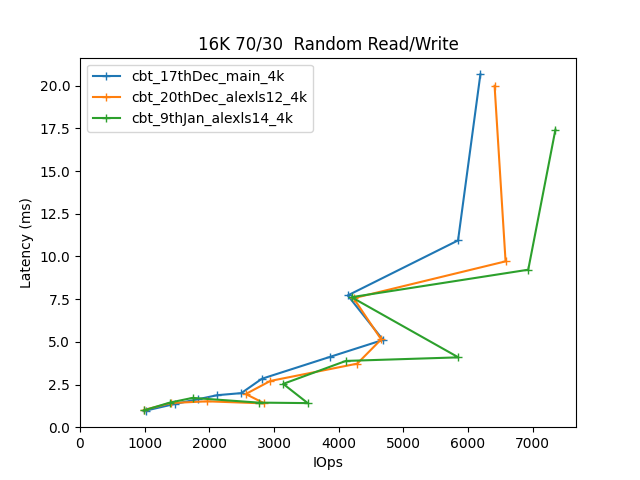 16K 70/30  Random Read/Write
cbt_17thDec_main_4k
cbt_20thDec_alexls12_4k
cbt_9thJan_alexls14_4k
Latency (ms)
20.0
17.5
15.0
12.5
10.0
7.5
5.0
2.5
0.0
0 1000 2000 3000 4000 5000 6000 7000
IOps